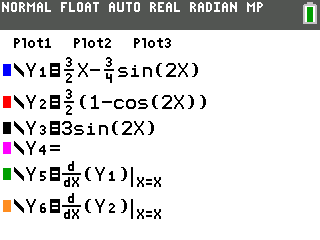 NORMAL FLOAT AUTO REAL RADIAN MP
Plot1 Plot2 Plot3
\Y₁=3/2X-3/4sin(2X)
\Y₂=3/2(1-cos(2X))
\Y₃=3sin(2X)
\Y₄=
\Y₅=d/dX(Y₁)|X=X
\Y₆=d/dX(Y₂)|X=X